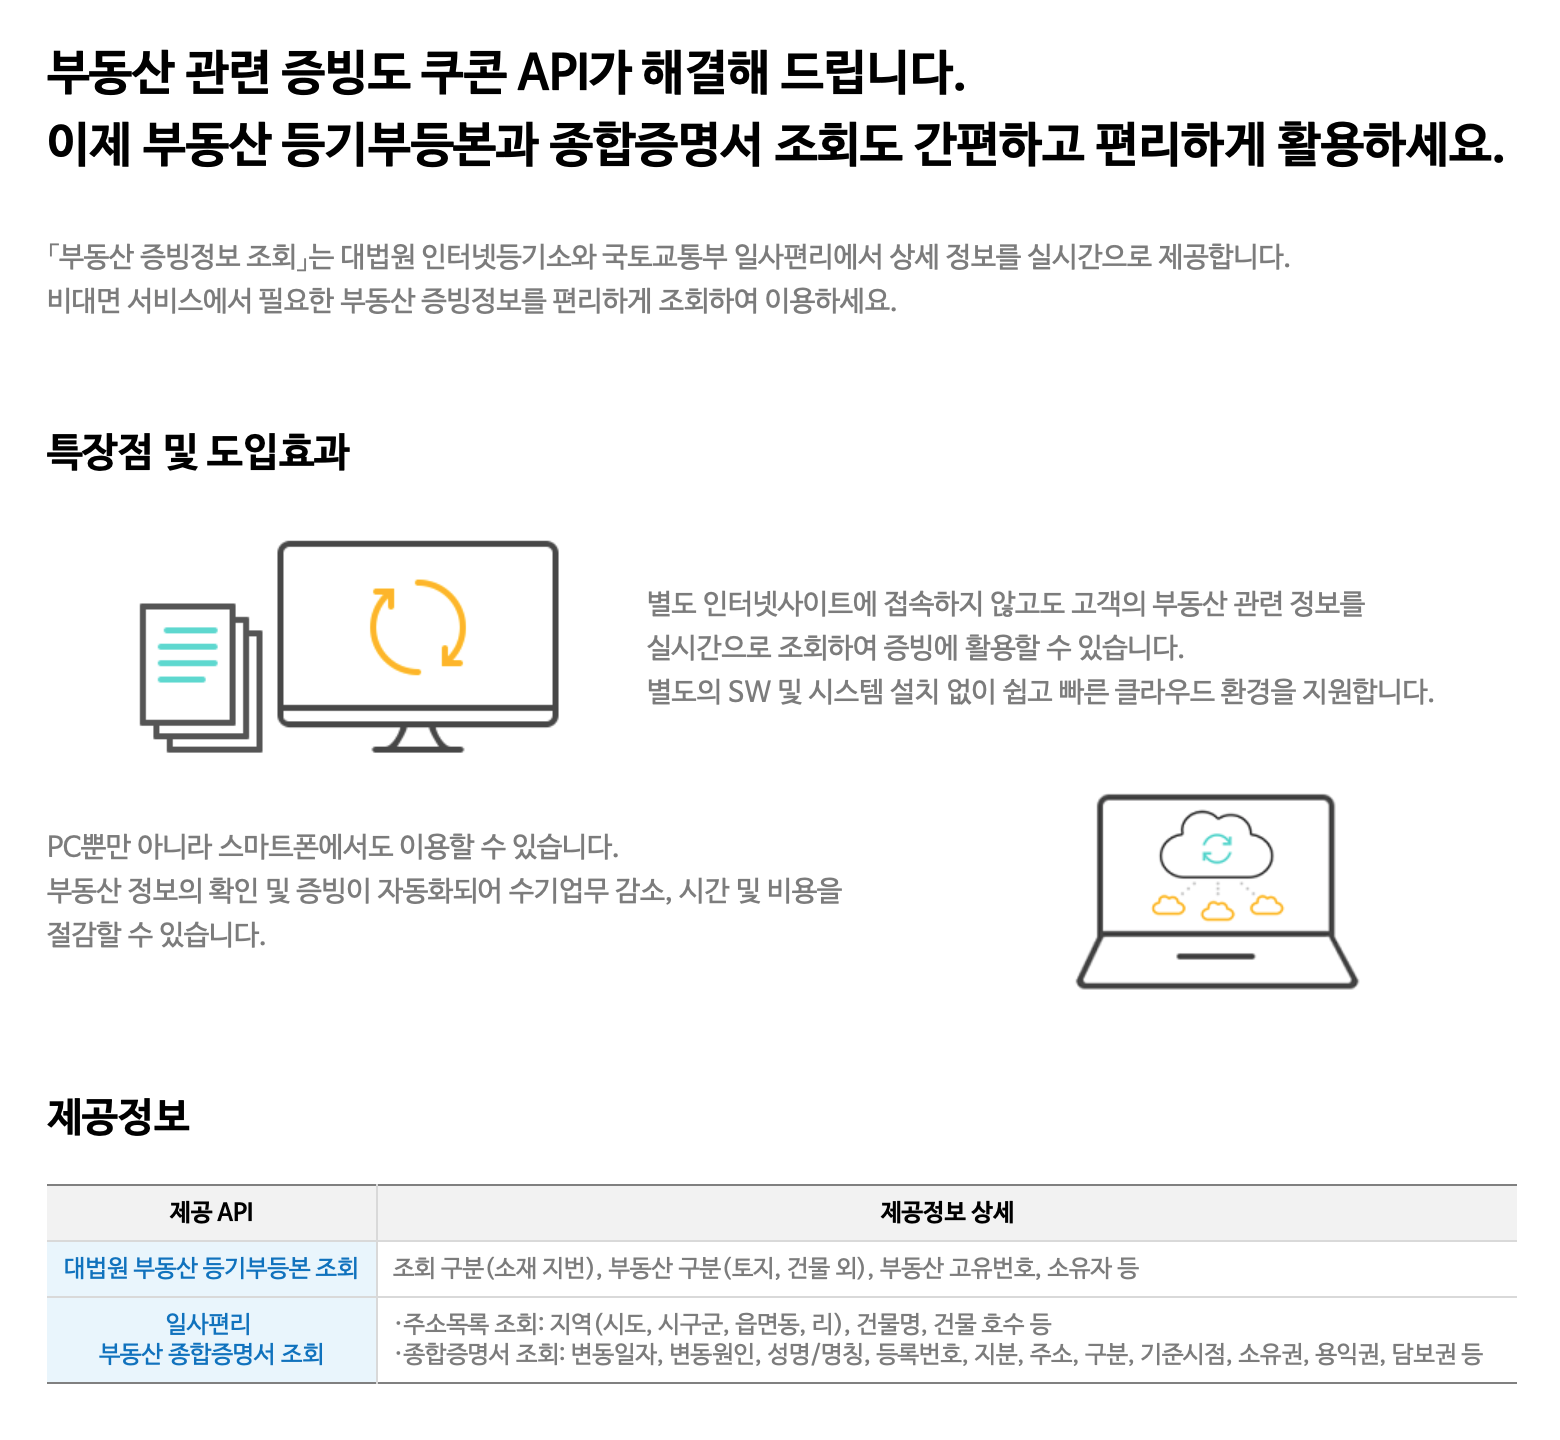 부동산 관련 증빙도 쿠콘 API가 해결해 드립니다.
이제 부동산 등기부등본과 종합증명서 조회도 간편하고 편리하게 활용하세요.
「부동산 증빙정보 조회」는 대법원 인터넷등기소와 국토교통부 일사편리에서 상세 정보를 실시간으로 제공합니다.
비대면 서비스에서 필요한 부동산 증빙정보를 편리하게 조회하여 이용하세요.
특장점 및 도입효과
별도 인터넷사이트에 접속하지 않고도 고객의 부동산 관련 정보를
실시간으로 조회하여 증빙에 활용할 수 있습니다.
별도의 SW 및 시스템 설치 없이 쉽고 빠른 클라우드 환경을 지원합니다.
PC뿐만 아니라 스마트폰에서도 이용할 수 있습니다.
부동산 정보의 확인 및 증빙이 자동화되어 수기업무 감소, 시간 및 비용을
절감할 수 있습니다.
제공정보
제공 API
제공정보 상세
대법원 부동산 등기부등본 조회
조회 구분(소재 지번), 부동산 구분(토지, 건물 외), 부동산 고유번호, 소유자 등
일사편리
부동산 종합증명서 조회
·주소목록 조회: 지역(시도, 시구군, 읍면동, 리), 건물명, 건물 호수 등
·종합증명서 조회: 변동일자, 변동원인, 성명/명칭, 등록번호, 지분, 주소, 구분, 기준시점, 소유권, 용익권, 담보권 등